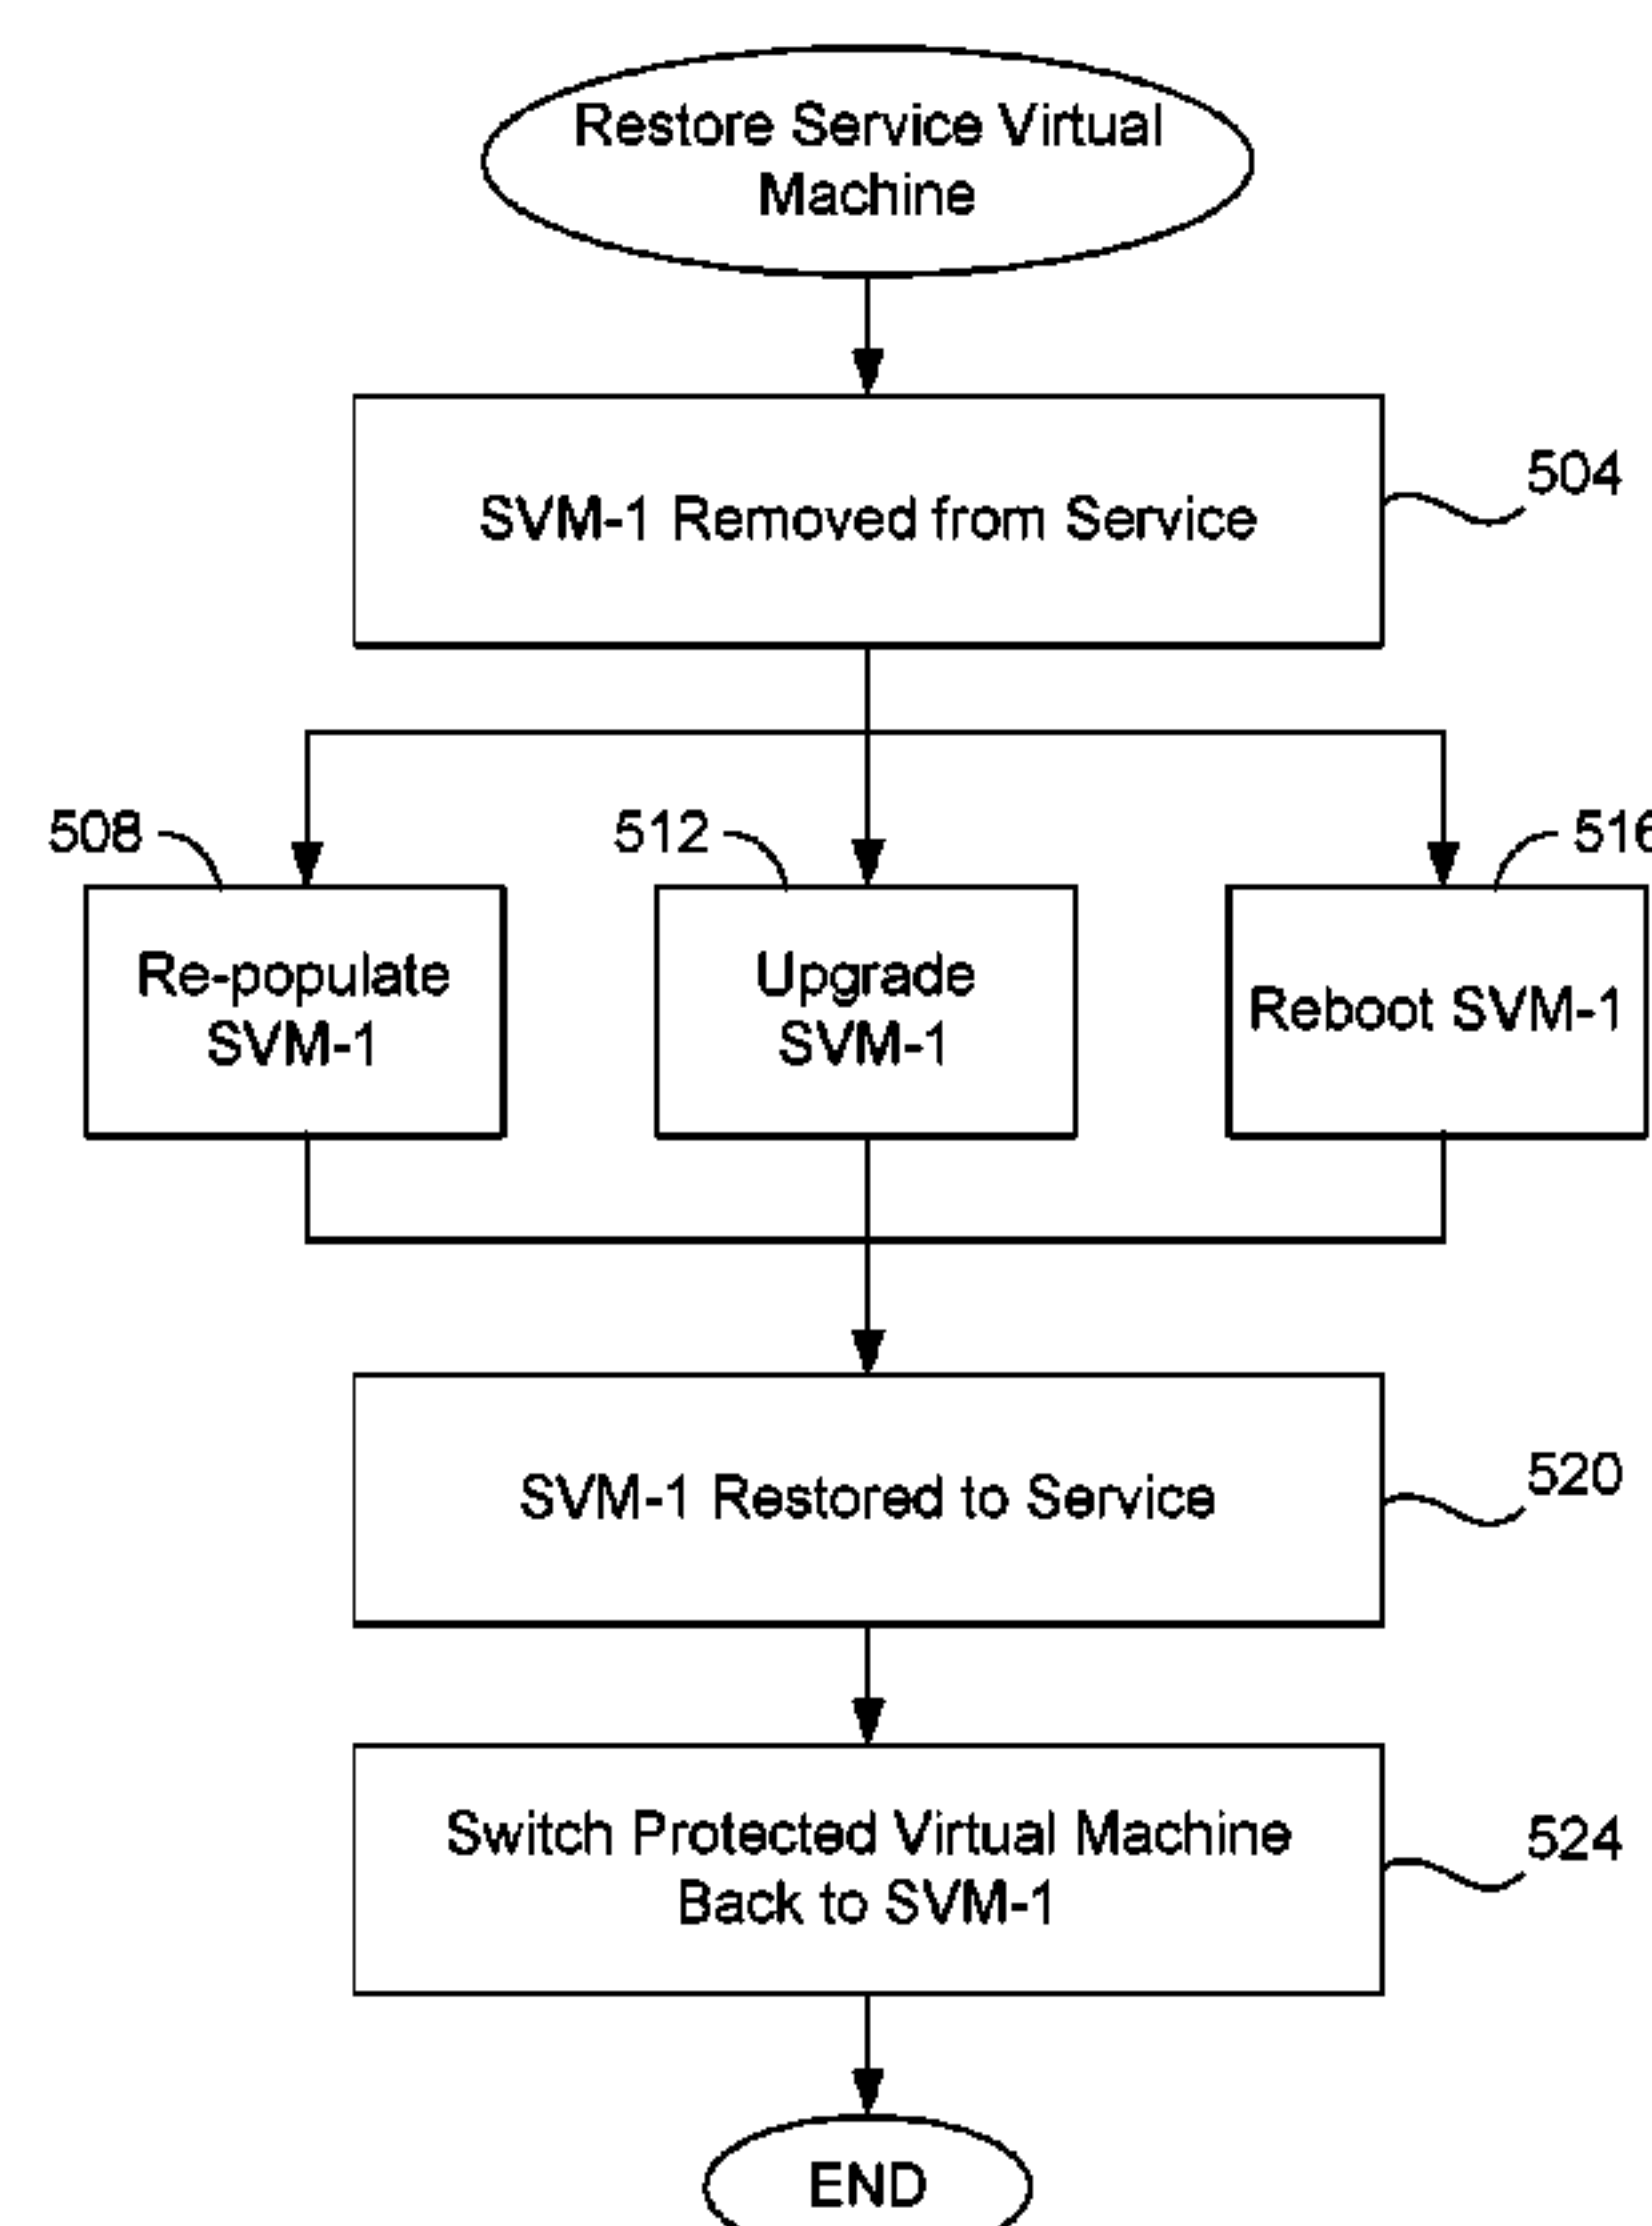 Restore Service Virtual
Machine
SVM-1 Removed from Service
504
508
512
516
Re-populate
SVM-1
Upgrade
SVM-1
Reboot SVM-1
SVM-1 Restored to Service
520
Switch Protected Virtual Machine
Back to SVM-1
524
END